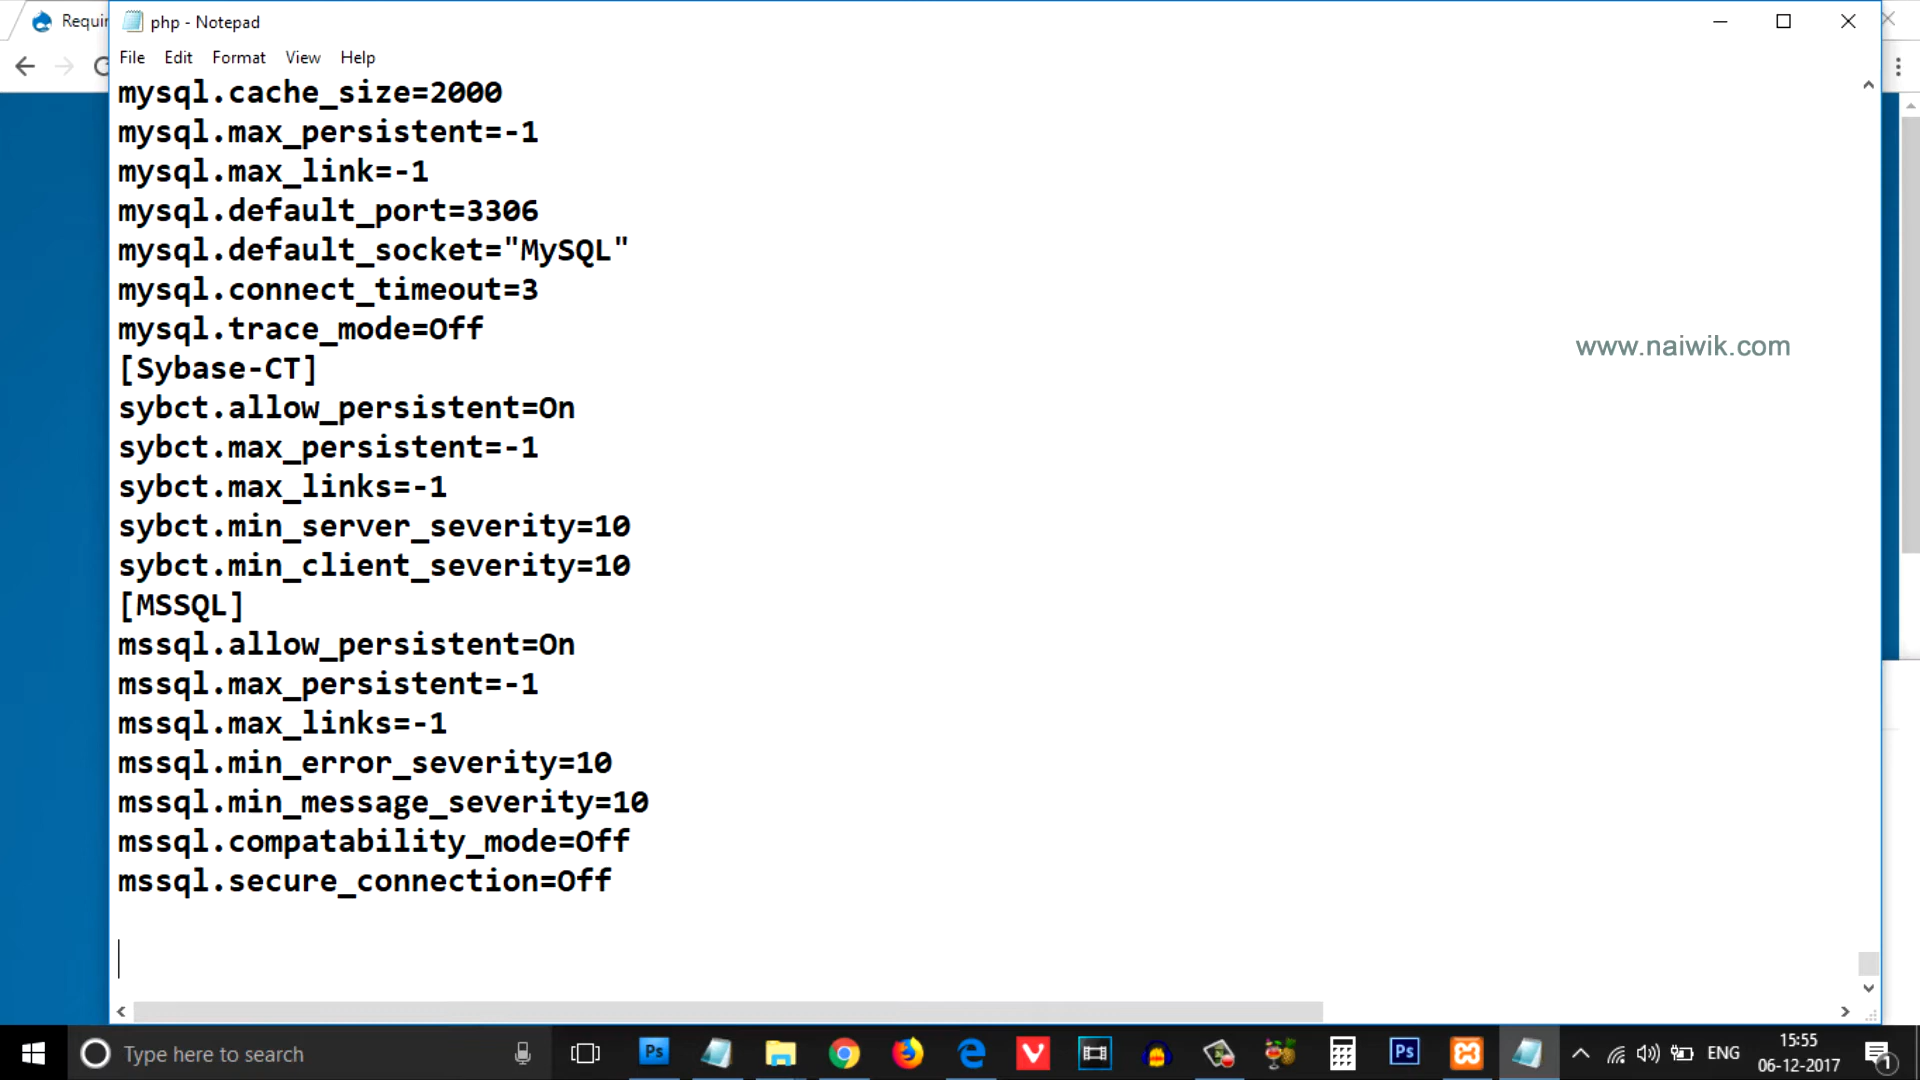 Requir
php - Notepad
File Edit Format View Help
mysql.cache_size=2000
mysql.max_persistent=-1
mysql.max_link=-1
mysql.default_port=3306
mysql.default_socket="MySQL"
mysql.connect_timeout=3
mysql.trace_mode=Off
[Sybase-CT]
sybct.allow_persistent=On
sybct.max_persistent=-1
sybct.max_links=-1
sybct.min_server_severity=10
sybct.min_client_severity=10
[MSSQL]
mssql.allow_persistent=On
mssql.max_persistent=-1
mssql.max_links=-1
mssql.min_error_severity=10
mssql.min_message_severity=10
mssql.compatability_mode=Off
mssql.secure_connection=Off
www.naiwik.com
Type here to search
Ps
Ps
ENG
15:55
06-12-2017
1